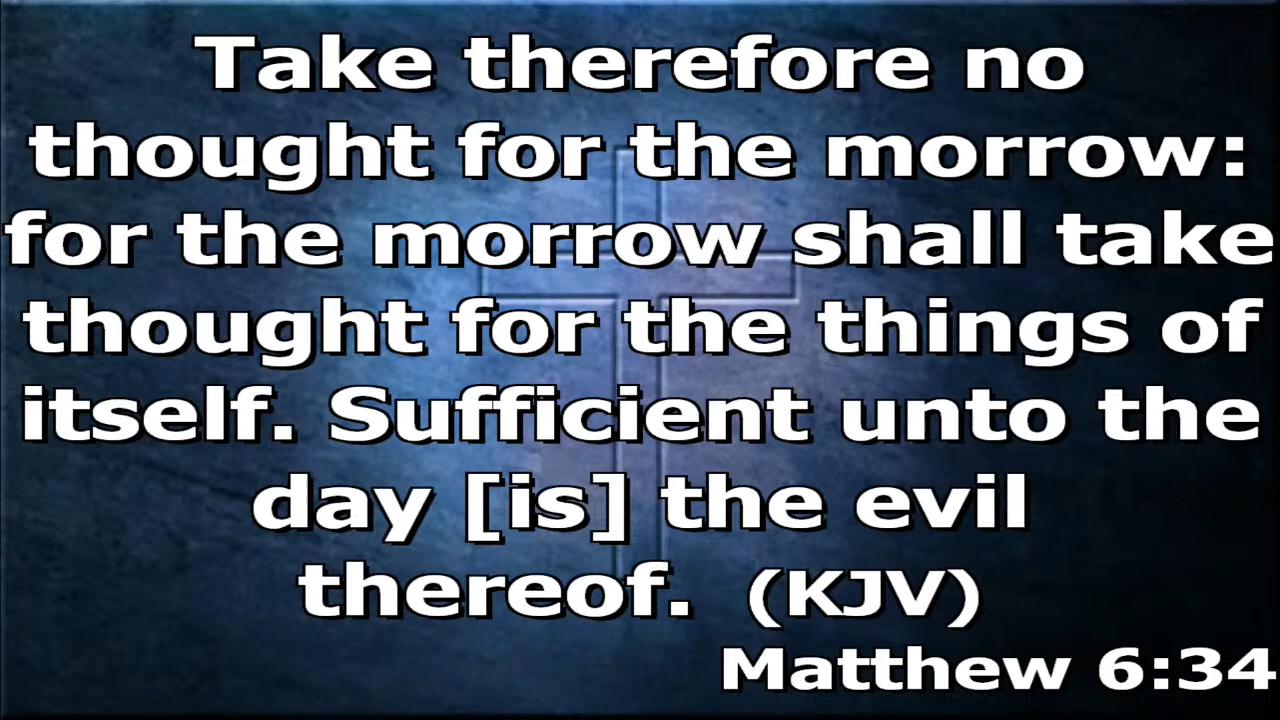 Take therefore no
thought for the morrow:
for the morrow shall take
thought for the things of
itself. Sufficient unto the
day [is] the evil
thereof. (KJV)
Matthew 6:34